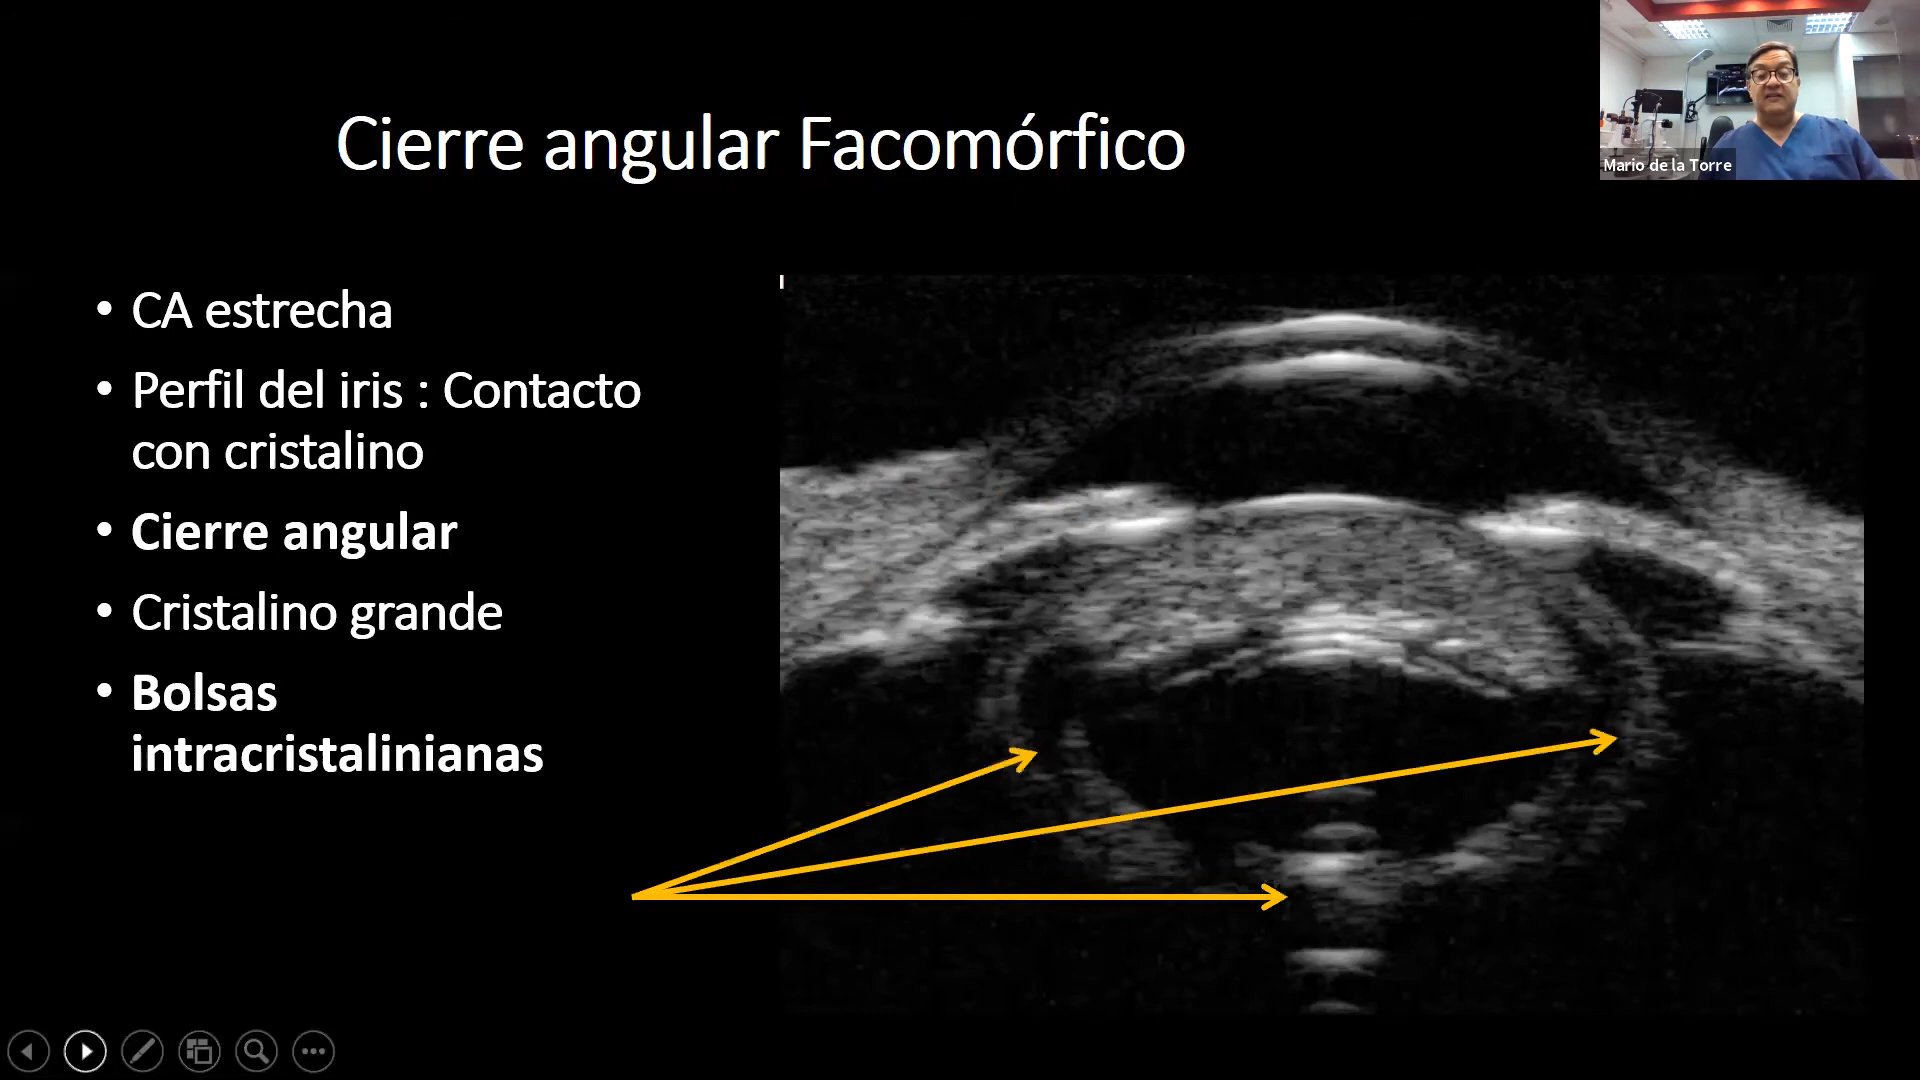 Cierre angular Facomórfico
Mario de la Torre
• CA estrecha
• Perfil del iris : Contacto
con cristalino
• Cierre angular
• Cristalino grande
• Bolsas
intracristalinianas